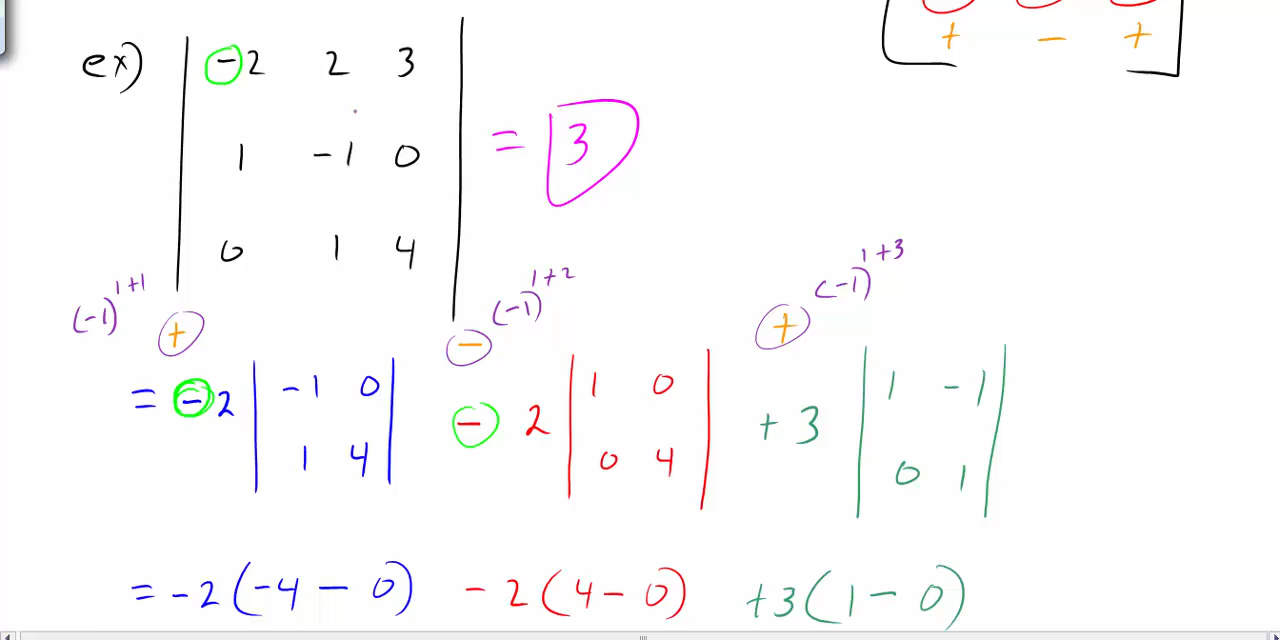 + − +
ex) | -2 2 3 |
| 1 -1 0 | = 3
| 0 1 4 |
(-1)^{1+1} + − (-1)^{1+2} + (-1)^{1+3}
= -2 | -1 0 | - 2 | 1 0 | + 3 | 1 -1 |
| 1 4 | | 0 4 | | 0 1 |
= -2 (-4 - 0) - 2 (4 - 0) + 3 (1 - 0)